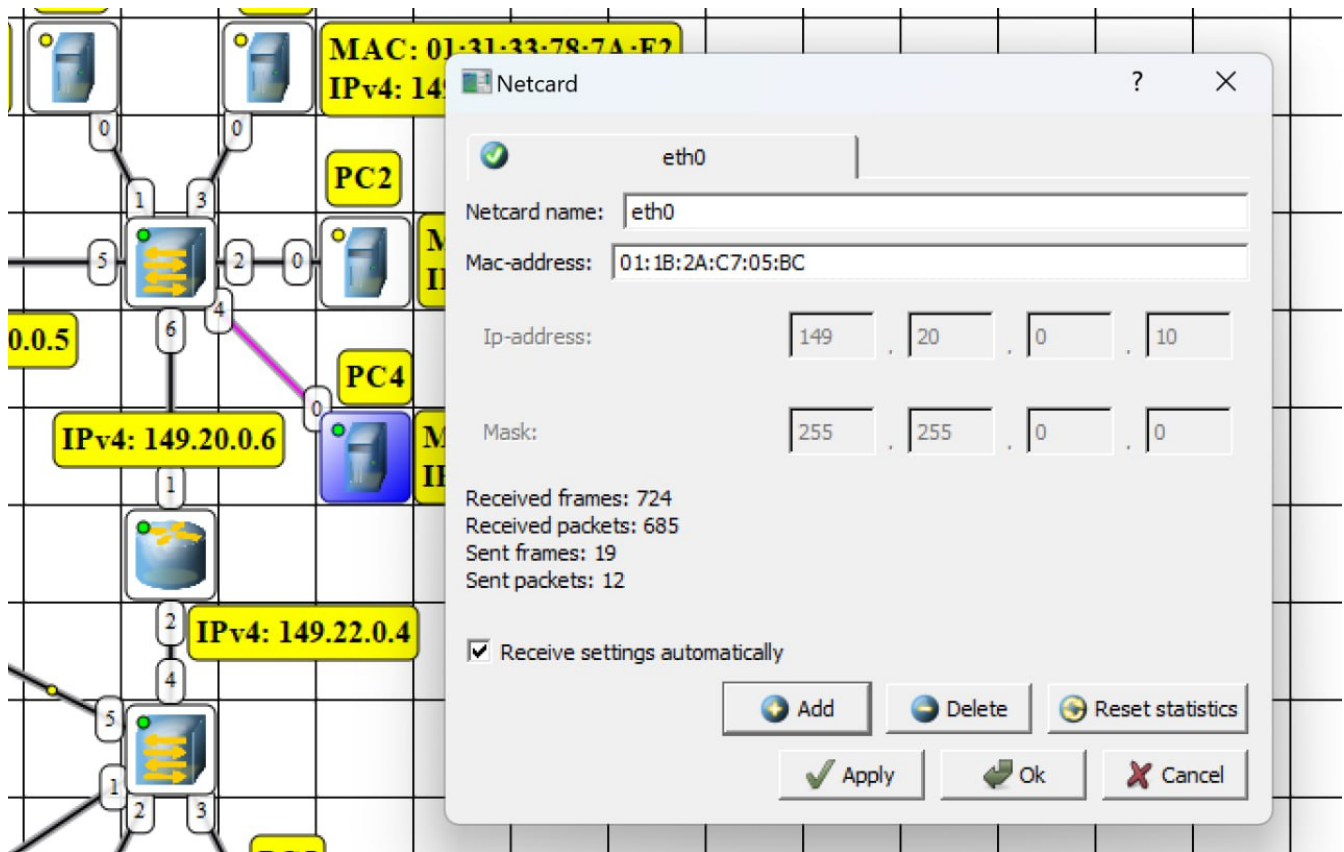 MAC: 01:31:33:78:7A:E2
IPv4: 149
0
0
1
3
PC2
5
2
0
M
4
6
0.0.5
PC4
0
IPv4: 149.20.0.6
M
1
2
IPv4: 149.22.0.4
4
5
1
2
3
Netcard
?
eth0
Netcard name: eth0
Mac-address: 01:1B:2A:C7:05:BC
Ip-address: 149 . 20 . 0 . 10
Mask: 255 . 255 . 0 . 0
Received frames: 724
Received packets: 685
Sent frames: 19
Sent packets: 12
Receive settings automatically
Add Delete Reset statistics
Apply Ok Cancel